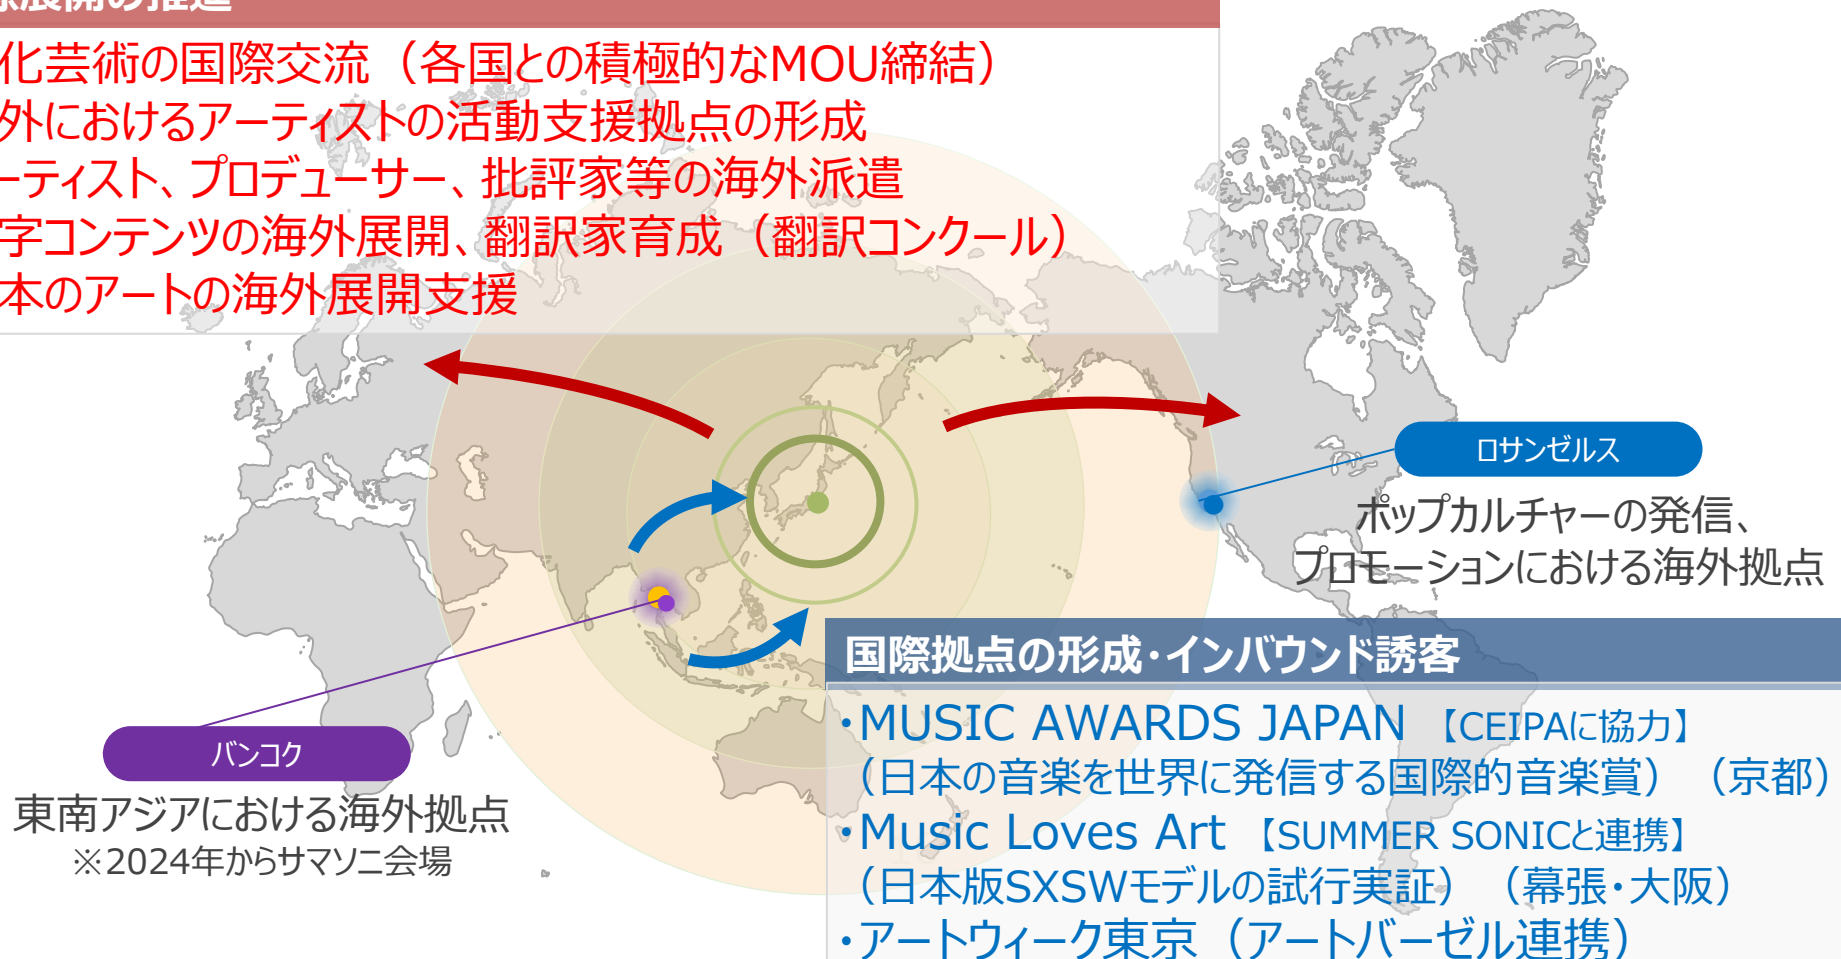 際展開の推進
化芸術の国際交流（各国との積極的なMOU締結）
外におけるアーティストの活動支援拠点の形成
ーティスト、プロデューサー、批評家等の海外派遣
字コンテンツの海外展開、翻訳家育成（翻訳コンクール）
本のアートの海外展開支援
ロサンゼルス
ポップカルチャーの発信、
プロモーションにおける海外拠点
バンコク
東南アジアにおける海外拠点
※2024年からサマソニ会場
国際拠点の形成・インバウンド誘客
・MUSIC AWARDS JAPAN 【CEIPAに協力】
（日本の音楽を世界に発信する国際的音楽賞）（京都）
・Music Loves Art 【SUMMER SONICと連携】
（日本版SXSWモデルの試行実証）（幕張・大阪）
・アートウィーク東京（アートバーゼル連携）